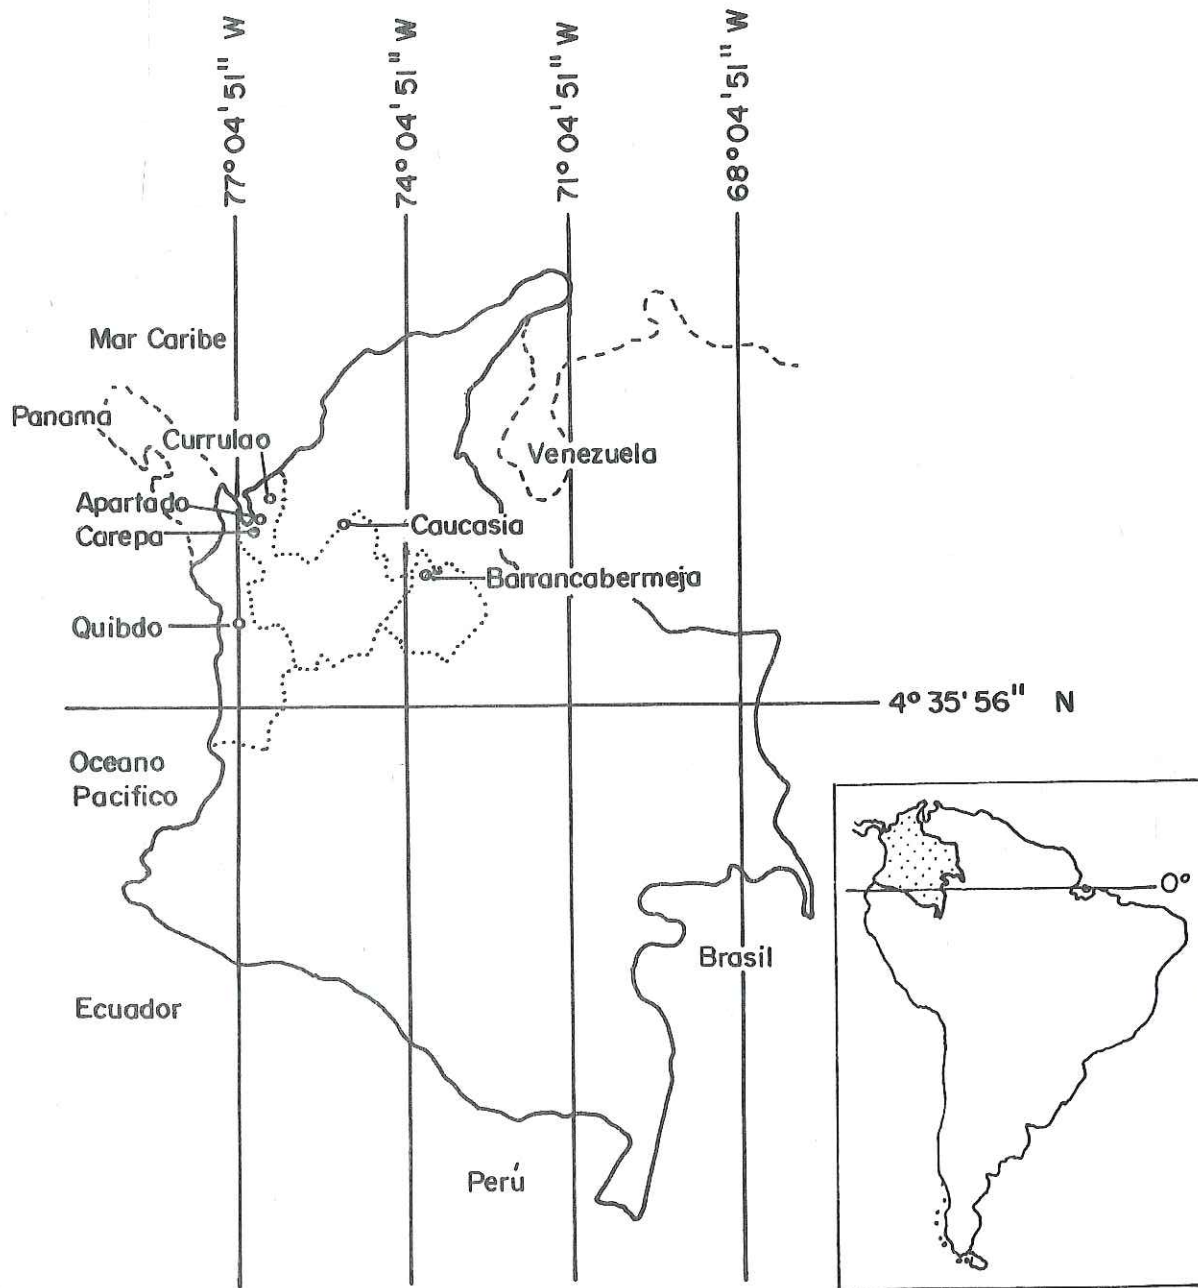 77°04'51" W
74°04'51" W
71°04'51" W
68°04'51" W
Mar Caribe
Panama
Currulao
Venezuela
Apartado
Caucasia
Carepa
Barrancabermeja
Quibdo
4°35'56" N
Oceano
Pacifico
0°
Brasil
Ecuador
Perú